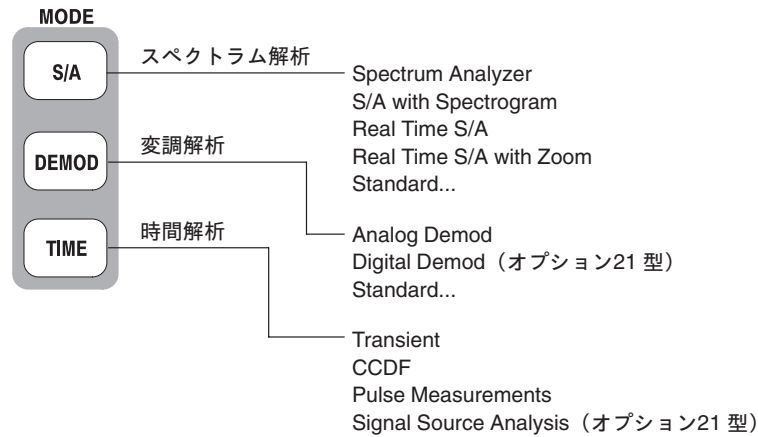 MODE
S/A
スペクトラム解析
Spectrum Analyzer
S/A with Spectrogram
Real Time S/A
Real Time S/A with Zoom
Standard...
DEMOD
変調解析
Analog Demod
Digital Demod（オプション21 型）
Standard...
TIME
時間解析
Transient
CCDF
Pulse Measurements
Signal Source Analysis（オプション21 型）